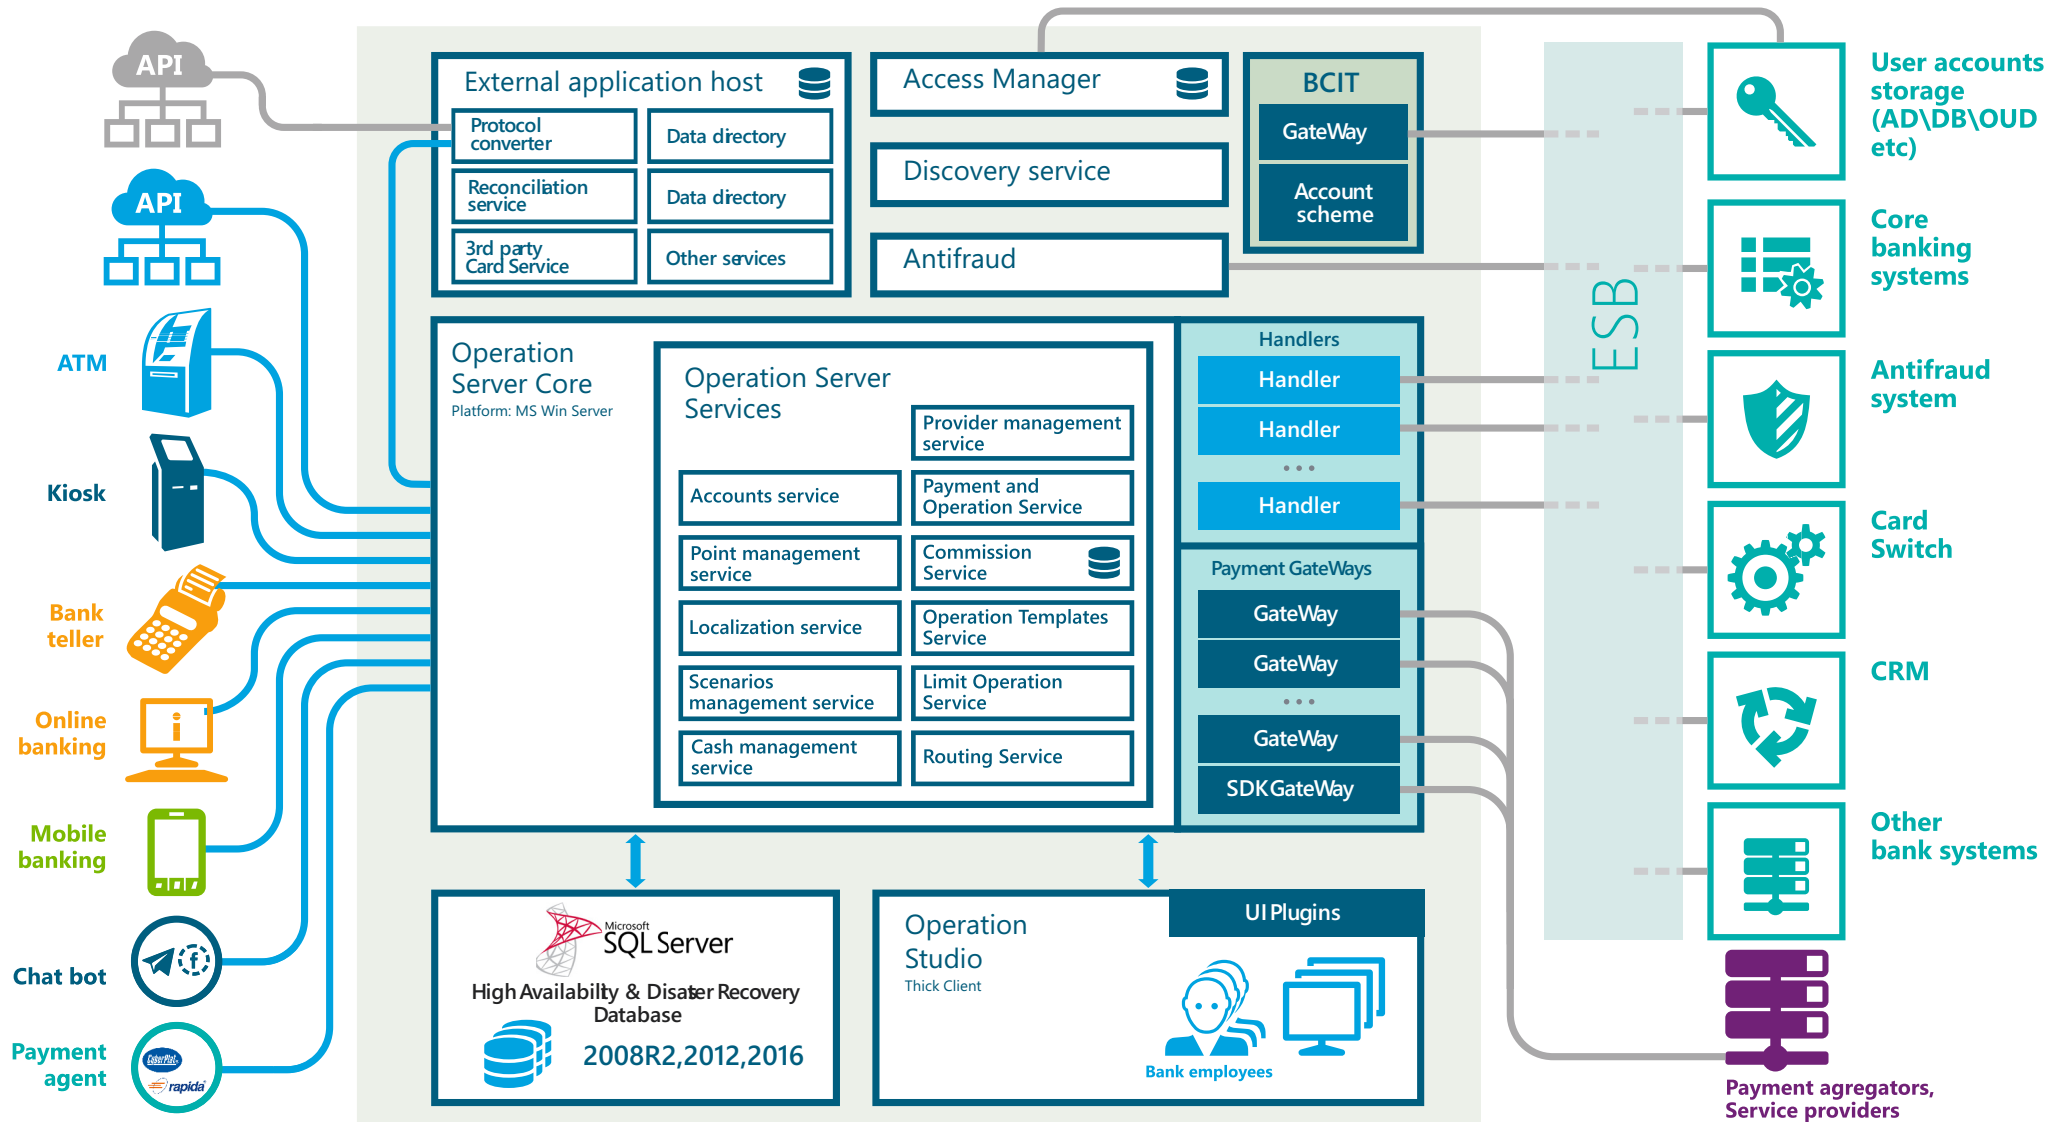 API
API
ATM
Kiosk
Bank
teller
Online
banking
Mobile
banking
Chat bot
Payment
agent
CyberPlat
rapida
External application host
Protocol
converter
Data directory
Reconciliation
service
Data directory
3rd party
Card Service
Other services
Access Manager
Discovery service
Antifraud
BCIT
GateWay
Account
scheme
Operation
Server Core
Platform: MS Win Server
Operation Server
Services
Provider management
service
Accounts service
Payment and
Operation Service
Point management
service
Commission
Service
Localization service
Operation Templates
Service
Scenarios
management service
Limit Operation
Service
Cash management
service
Routing Service
Handlers
Handler
Handler
...
Handler
Payment GateWays
GateWay
GateWay
...
GateWay
SDK GateWay
Microsoft
SQL Server
High Availability & Disaster Recovery
Database
2008R2,2012,2016
Operation
Studio
Thick Client
UI Plugins
Bank employees
ESB
User accounts
storage
(AD\DB\OUD
etc)
Core
banking
systems
Antifraud
system
Card
Switch
CRM
Other
bank systems
Payment agregators,
Service providers